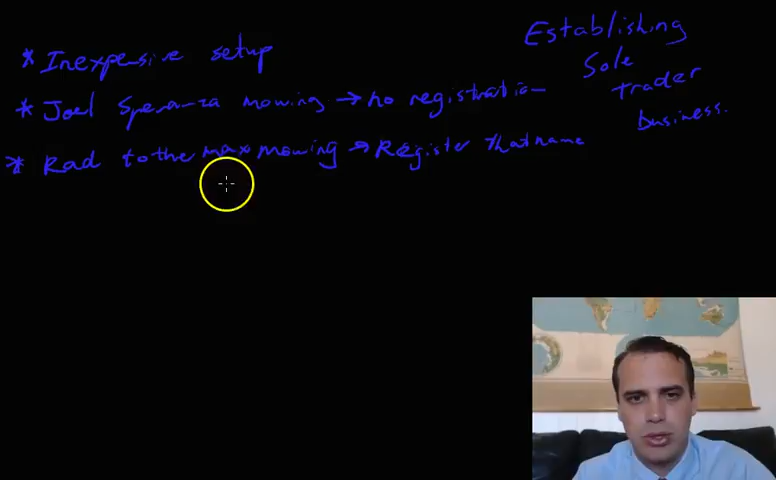 Establishing
Sole
trader
business.
* Inexpensive setup
* Joel Speranza mowing → no registration
* Rad to the max mowing → Register that name